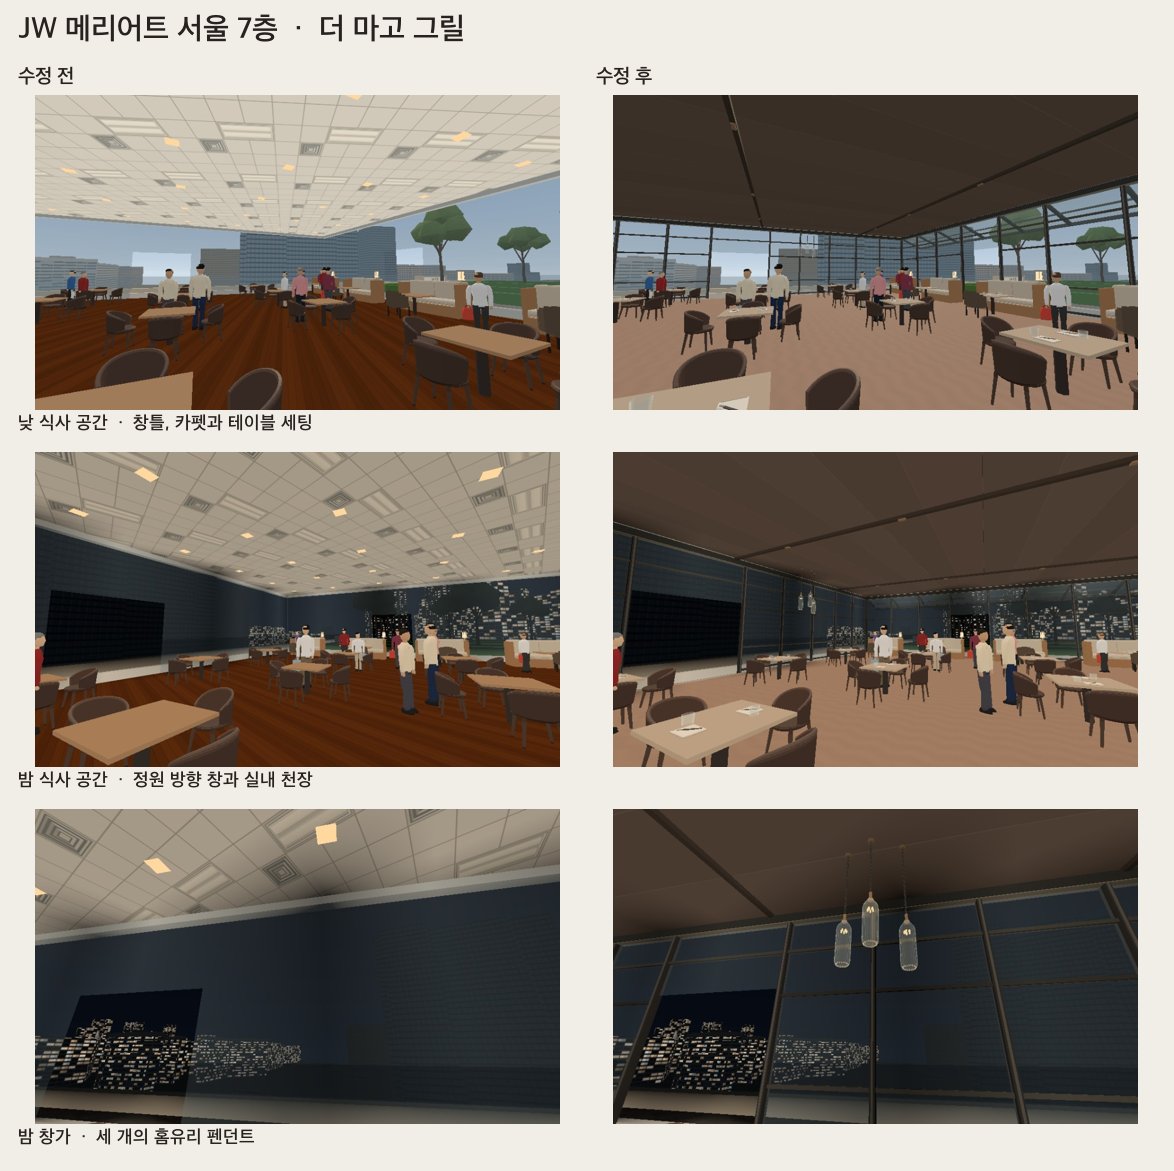 JW 메리어트 서울 7층 · 더 마고 그릴
수정 전
수정 후
낮 식사 공간 · 창틀, 카펫과 테이블 세팅
밤 식사 공간 · 정원 방향 창과 실내 천장
밤 창가 · 세 개의 홈유리 펜던트